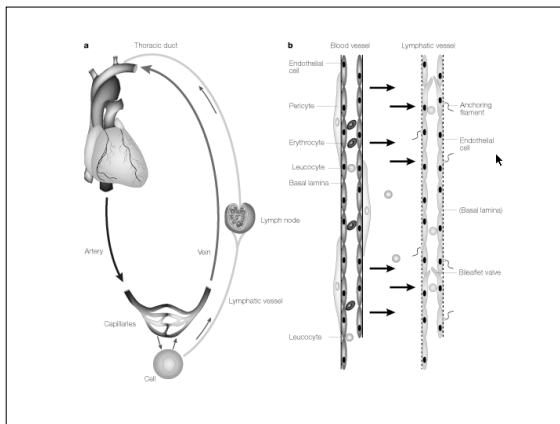 a
Thoracic duct
Artery
Vein
Lymph node
Lymphatic vessel
Capillaries
Cell
b
Blood vessel
Lymphatic vessel
Endothelial
cell
Pericyte
Erythrocyte
Leucocyte
Basal lamina
Leucocyte
Anchoring
filament
Endothelial
cell
(Basal lamina)
Bileaflet valve